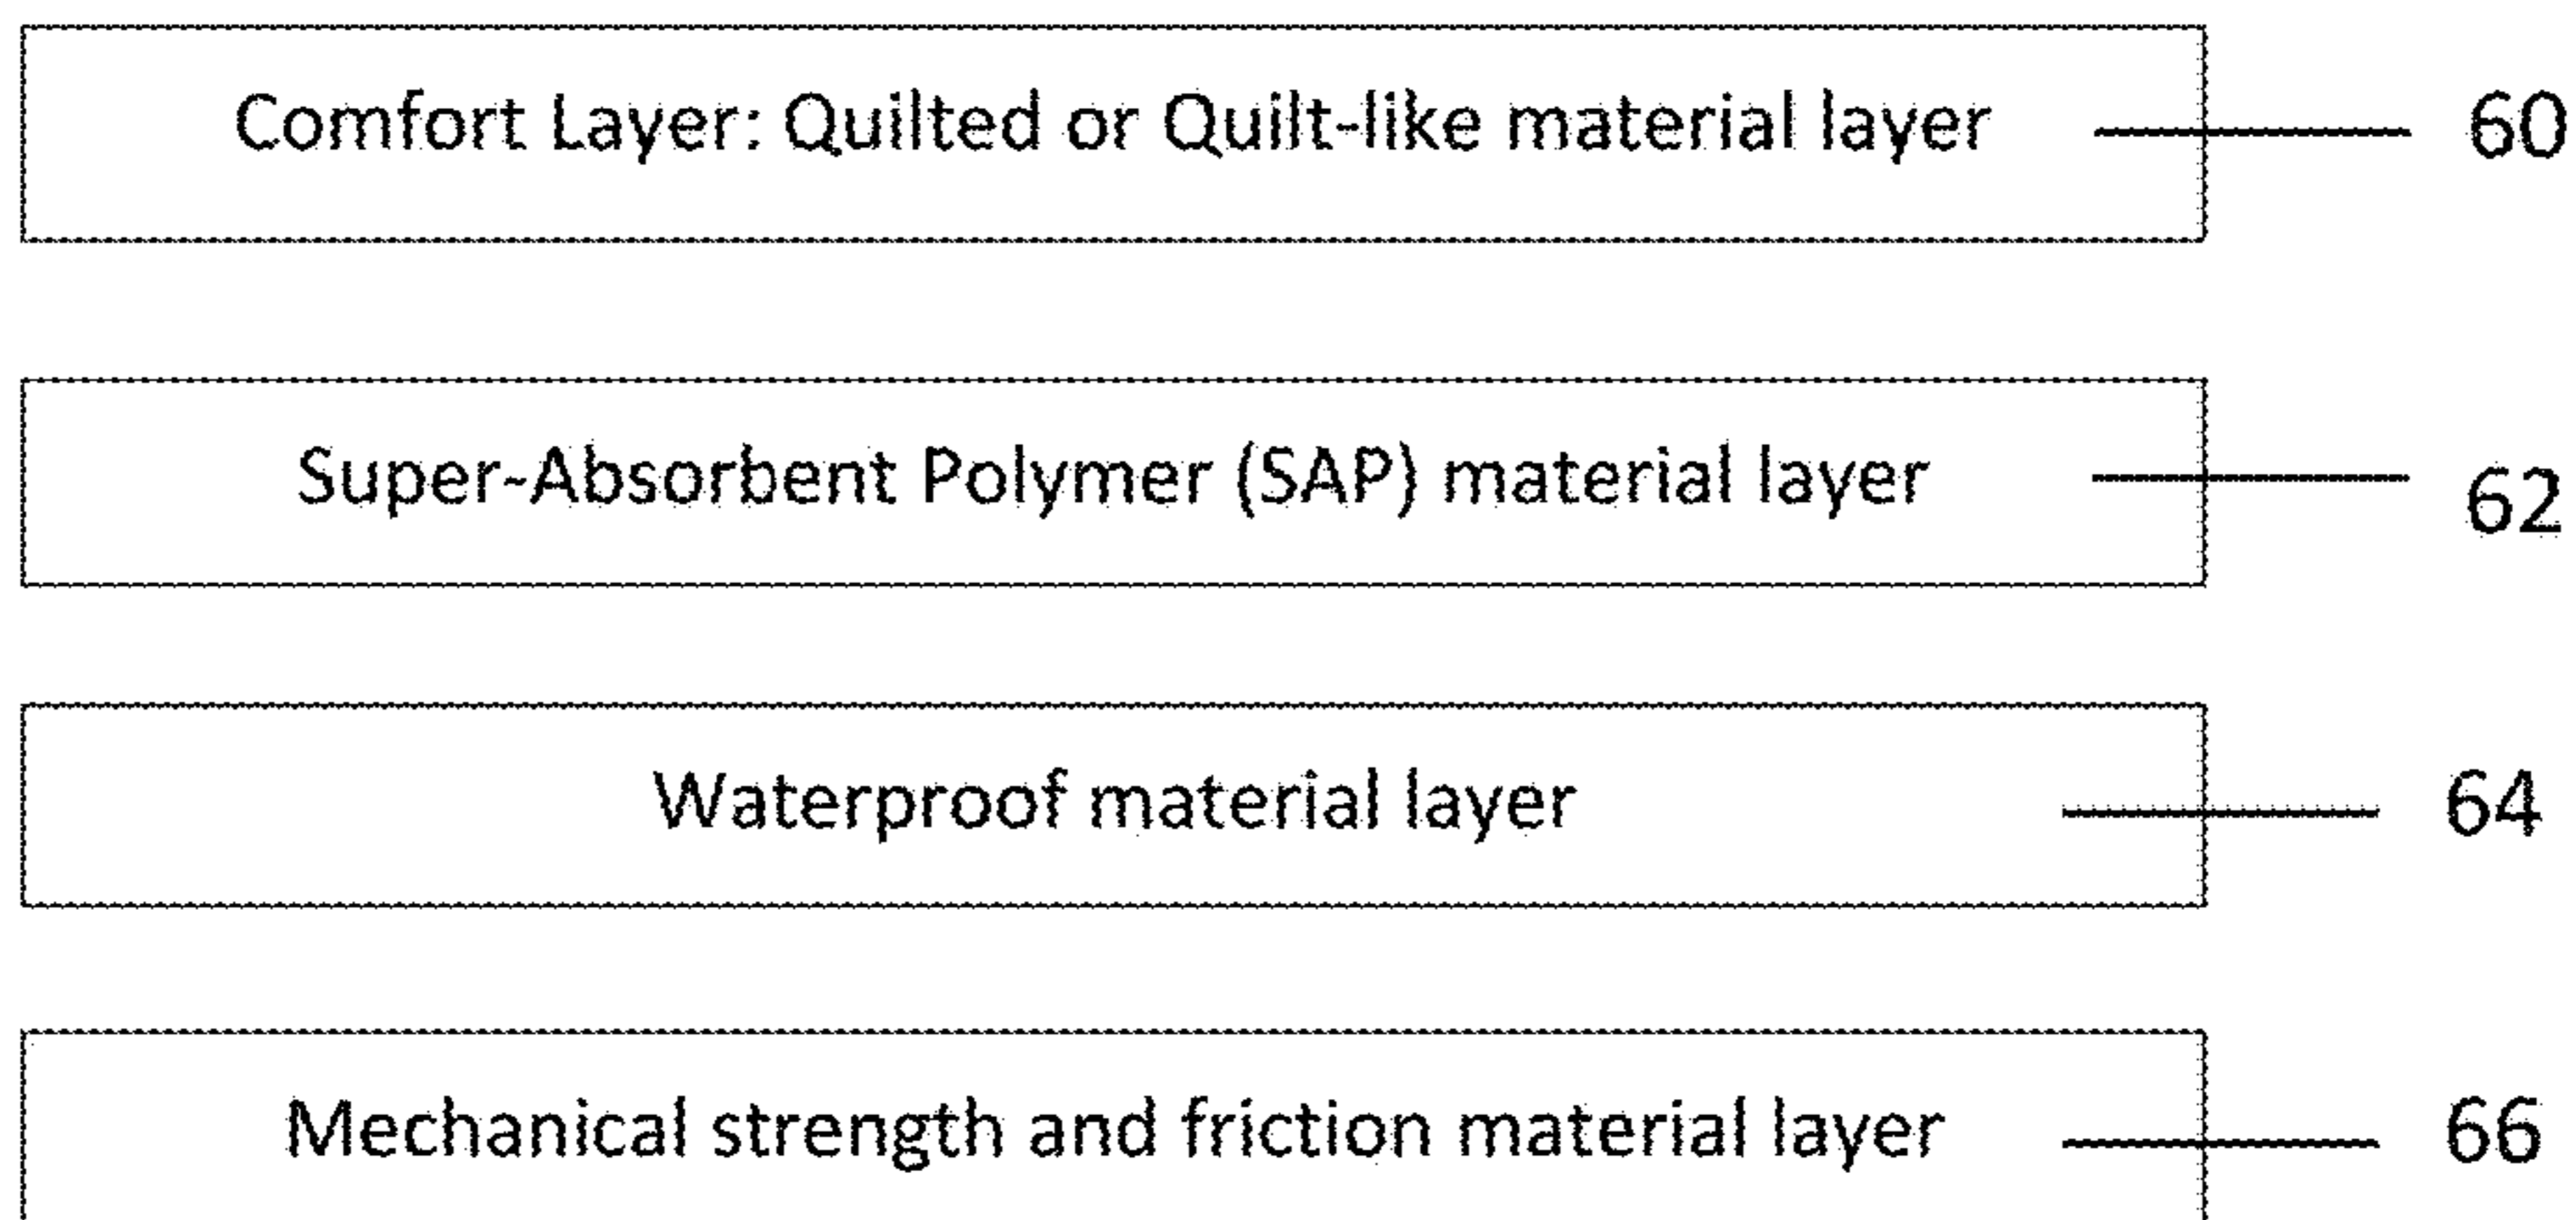 Comfort Layer: Quilted or Quilt-like material layer 60
Super-Absorbent Polymer (SAP) material layer 62
Waterproof material layer 64
Mechanical strength and friction material layer 66